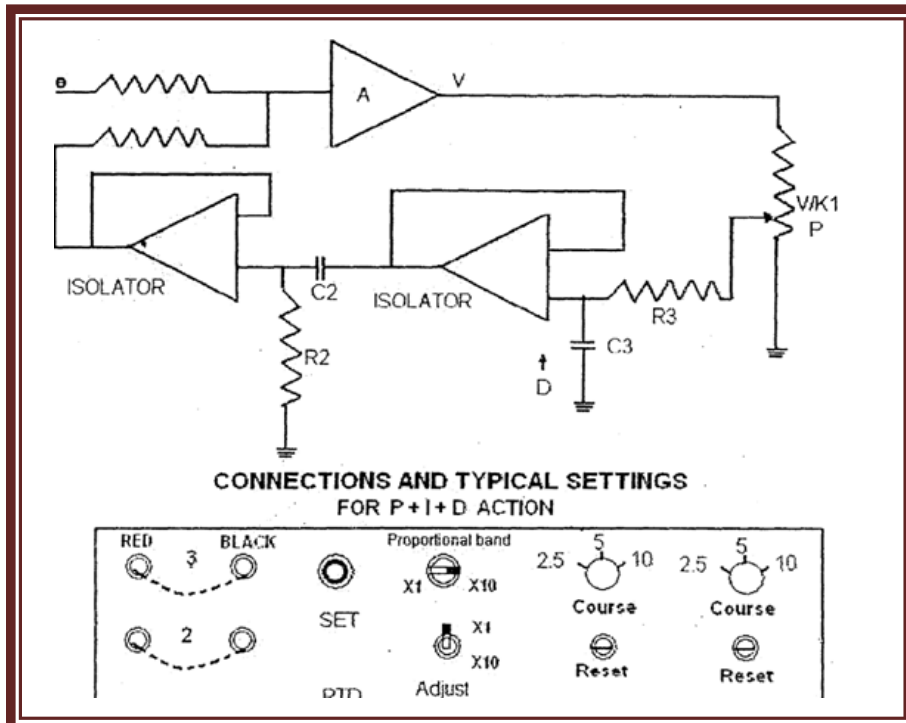 e
A
V
V/K1
P
ISOLATOR
C2
ISOLATOR
R3
R2
C3
D
CONNECTIONS AND TYPICAL SETTINGS
FOR P+I+D ACTION
RED 3 BLACK
Proportional band
X1 X10
2.5 5 10
2.5 5 10
SET
Course
Course
2
X1
X10
Reset
Reset
Adjust